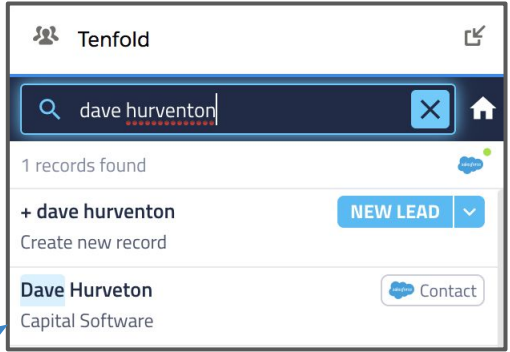 Tenfold
dave hurventon
1 records found
+ dave hurventon
NEW LEAD
Create new record
Dave Hurveton
Contact
Capital Software